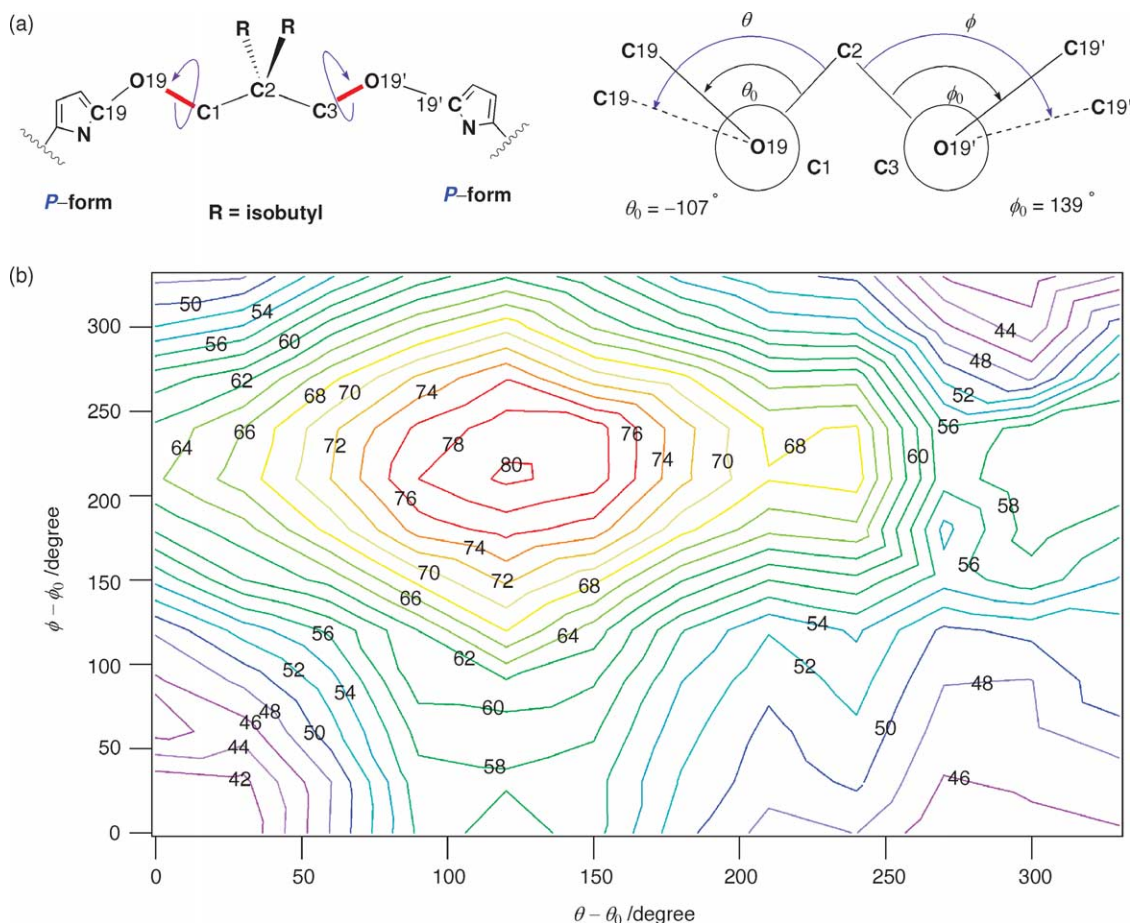 (a)
R R
O19 C2 O19'
C19 C1 C3 19' C
N N
P–form R = isobutyl P–form
θ ϕ
C19 C2 C19'
C19 θ0 ϕ0 C19'
O19 C1 C3 O19'
θ0 = −107° ϕ0 = 139°
(b)
50 54 44
300
56 60 48
62 52
68 70 74
250
56
64 66 72 78 76 74 70 68 60
80
200
76 58
74
150
70 72 68 56
66
56 64 54
62
100
52 52 48
54
60
48
46 50 50
50
44 58
42 46
0
0 50 100 150 200 250 300
ϕ – ϕ0 /degree
θ – θ0 /degree